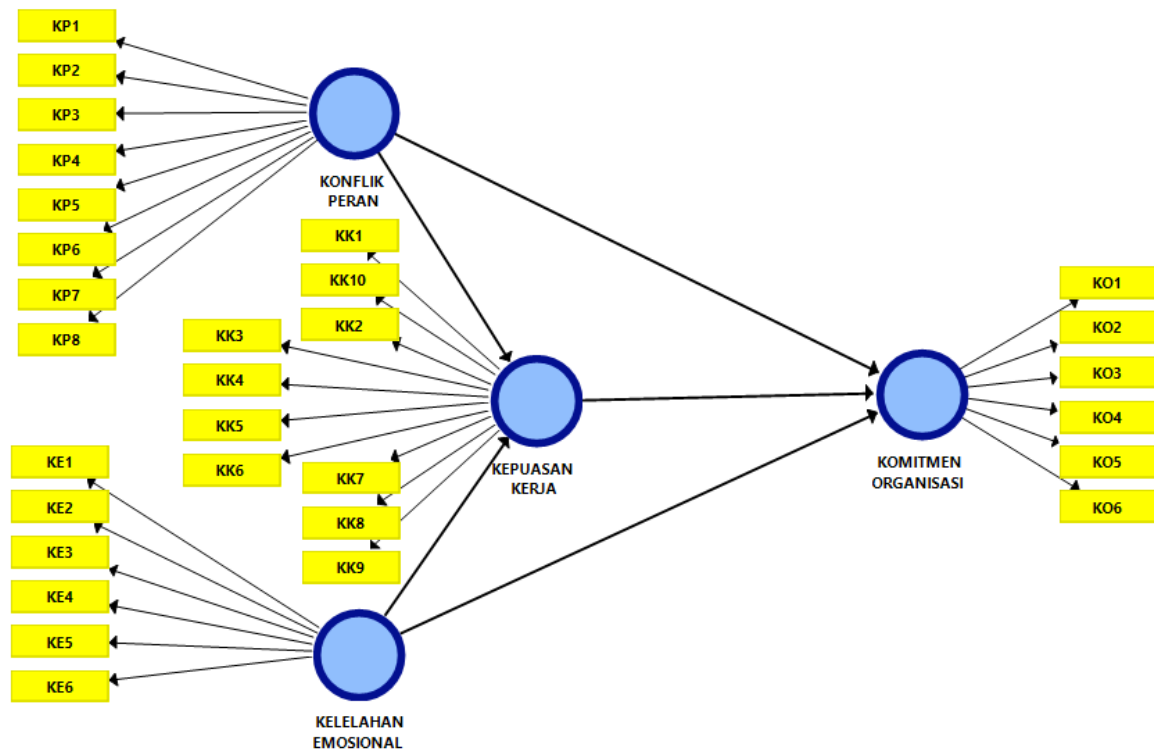 KP1
KP2
KP3
KP4
KP5
KP6
KP7
KP8
KONFLIK
PERAN
KK1
KK10
KK2
KK3
KK4
KK5
KK6
KK7
KK8
KK9
KEPUASAN
KERJA
KE1
KE2
KE3
KE4
KE5
KE6
KELELAHAN
EMOSIONAL
KO1
KO2
KO3
KO4
KO5
KO6
KOMITMEN
ORGANISASI